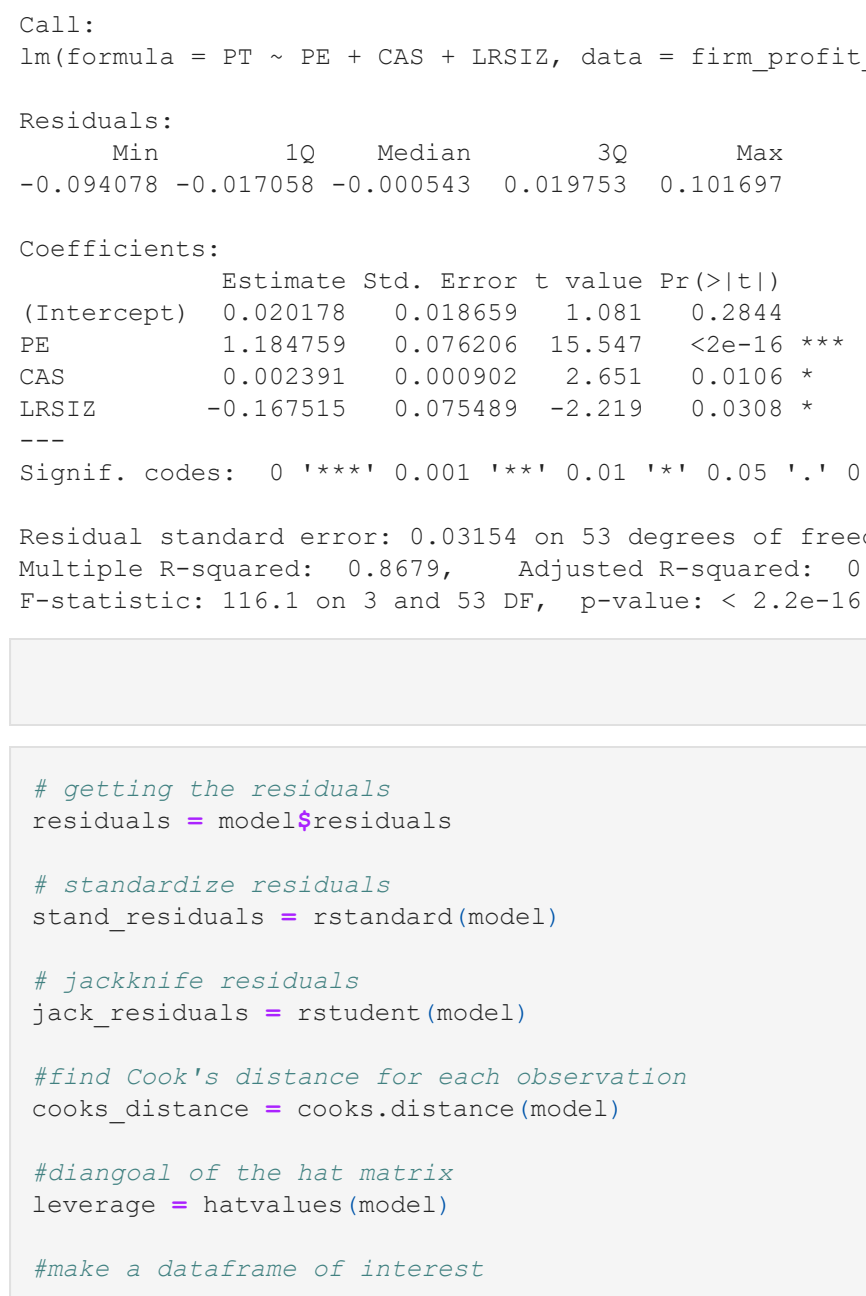 Call:
lm(formula = PT ~ PE + CAS + LRSIZ, data = firm_profit_
Residuals:
      Min        1Q    Median        3Q       Max
-0.094078 -0.017058 -0.000543  0.019753  0.101697
Coefficients:
             Estimate Std. Error t value Pr(>|t|)
(Intercept)  0.020178   0.018659   1.081   0.2844
PE           1.184759   0.076206  15.547   <2e-16 ***
CAS          0.002391   0.000902   2.651   0.0106 *
LRSIZ       -0.167515   0.075489  -2.219   0.0308 *
---
Signif. codes:  0 '***' 0.001 '**' 0.01 '*' 0.05 '.' 0
Residual standard error: 0.03154 on 53 degrees of free
Multiple R-squared:  0.8679,    Adjusted R-squared:  0
F-statistic: 116.1 on 3 and 53 DF,  p-value: < 2.2e-16
# getting the residuals
residuals = model$residuals
# standardize residuals
stand_residuals = rstandard(model)
# jackknife residuals
jack_residuals = rstudent(model)
#find Cook's distance for each observation
cooks_distance = cooks.distance(model)
#diangoal of the hat matrix
leverage = hatvalues(model)
#make a dataframe of interest